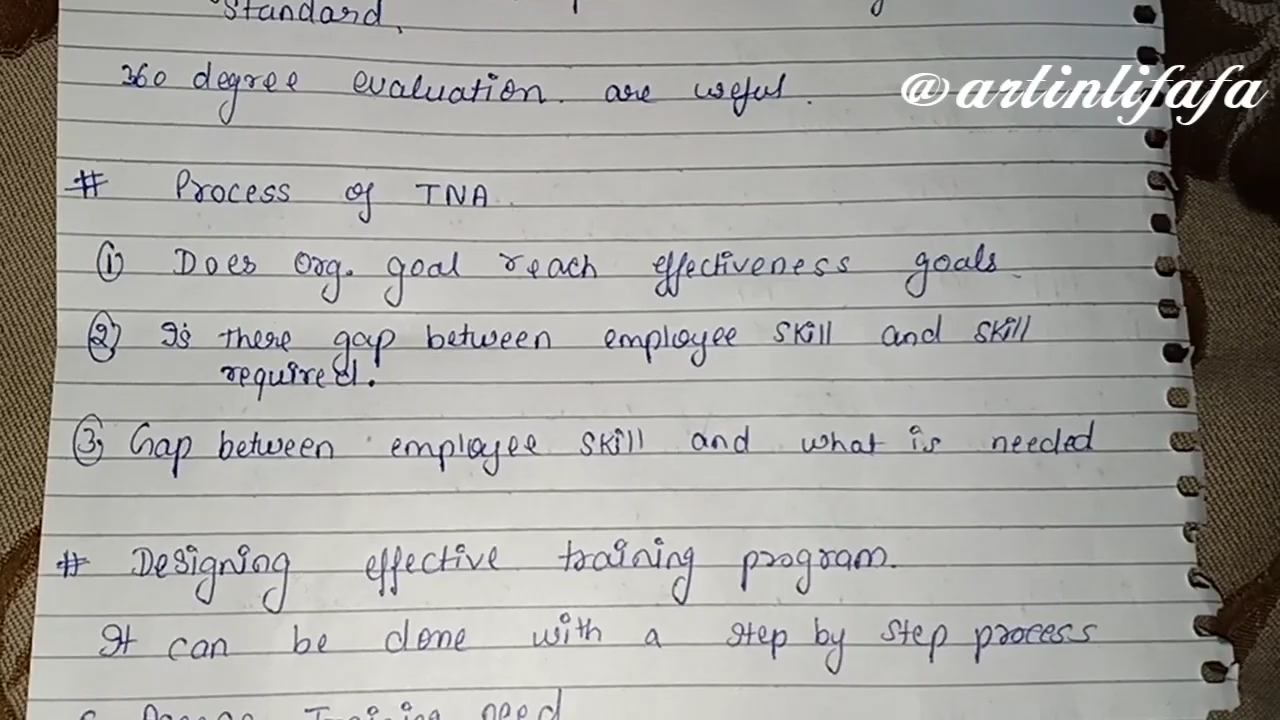 Standard,
360 degree evaluation. are useful.
@artinlifafa
# Process of TNA.
① Does Org. goal reach effectiveness goals.
② Is there gap between employee skill and skill
required.
③ Gap between employee skill and what is needed
# Designing effective training program.
It can be done with a step by step process
Training need